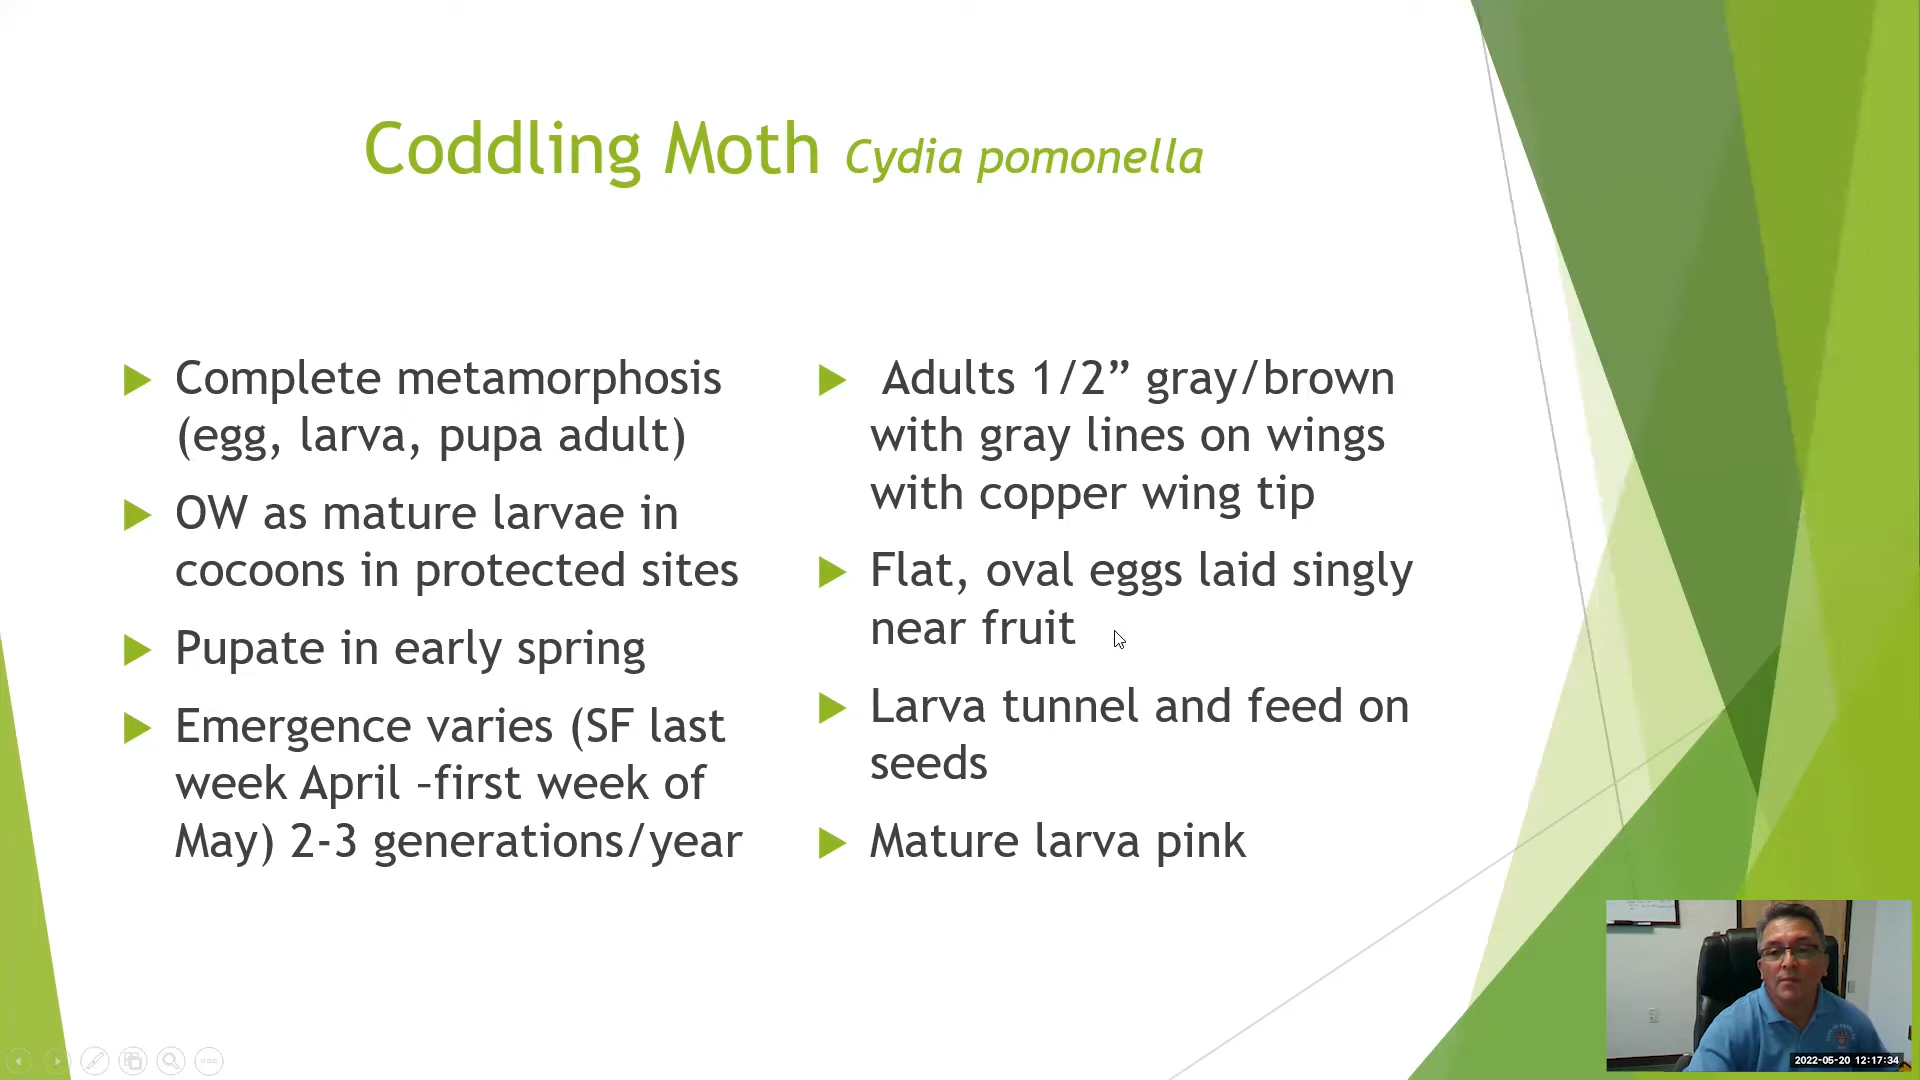 Coddling Moth Cydia pomonella
Complete metamorphosis
(egg, larva, pupa adult)
OW as mature larvae in
cocoons in protected sites
Pupate in early spring
Emergence varies (SF last
week April –first week of
May) 2-3 generations/year
Adults 1/2” gray/brown
with gray lines on wings
with copper wing tip
Flat, oval eggs laid singly
near fruit
Larva tunnel and feed on
seeds
Mature larva pink
2022-05-20 12:17:34